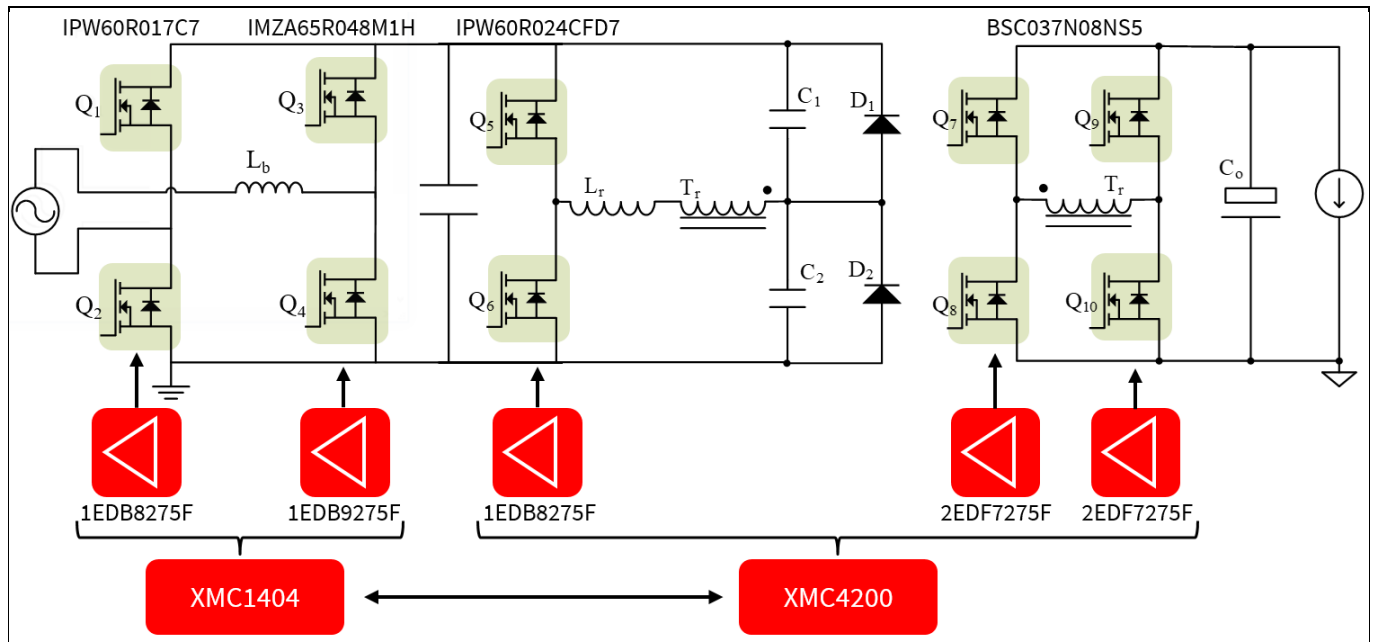 IPW60R017C7 IMZA65R048M1H IPW60R024CFD7 BSC037N08NS5
Q1 Q3 Q5 C1 D1 Q7 Q9
Lb Lr Tr Tr Co
Q2 Q4 Q6 C2 D2 Q8 Q10
1EDB8275F 1EDB9275F 1EDB8275F 2EDF7275F 2EDF7275F
XMC1404 XMC4200